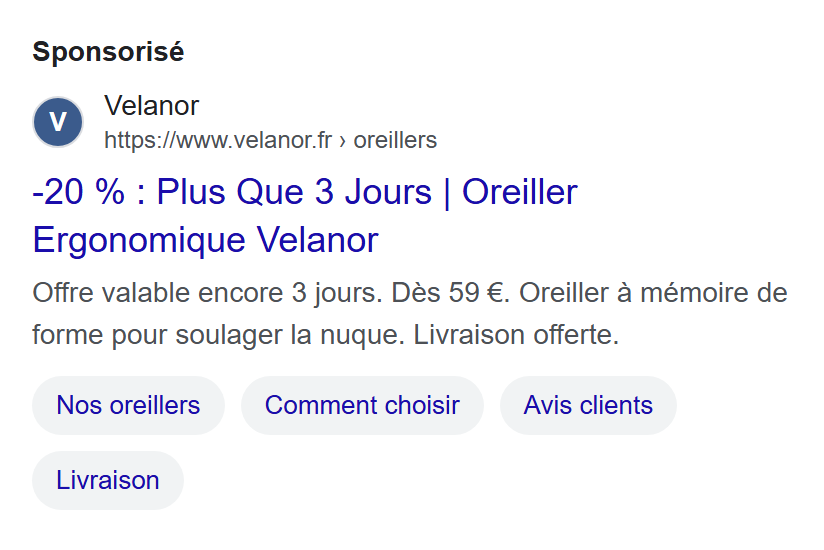 Sponsorisé
V
Velanor
https://www.velanor.fr › oreillers
-20 % : Plus Que 3 Jours | Oreiller
Ergonomique Velanor
Offre valable encore 3 jours. Dès 59 €. Oreiller à mémoire de
forme pour soulager la nuque. Livraison offerte.
Nos oreillers
Comment choisir
Avis clients
Livraison